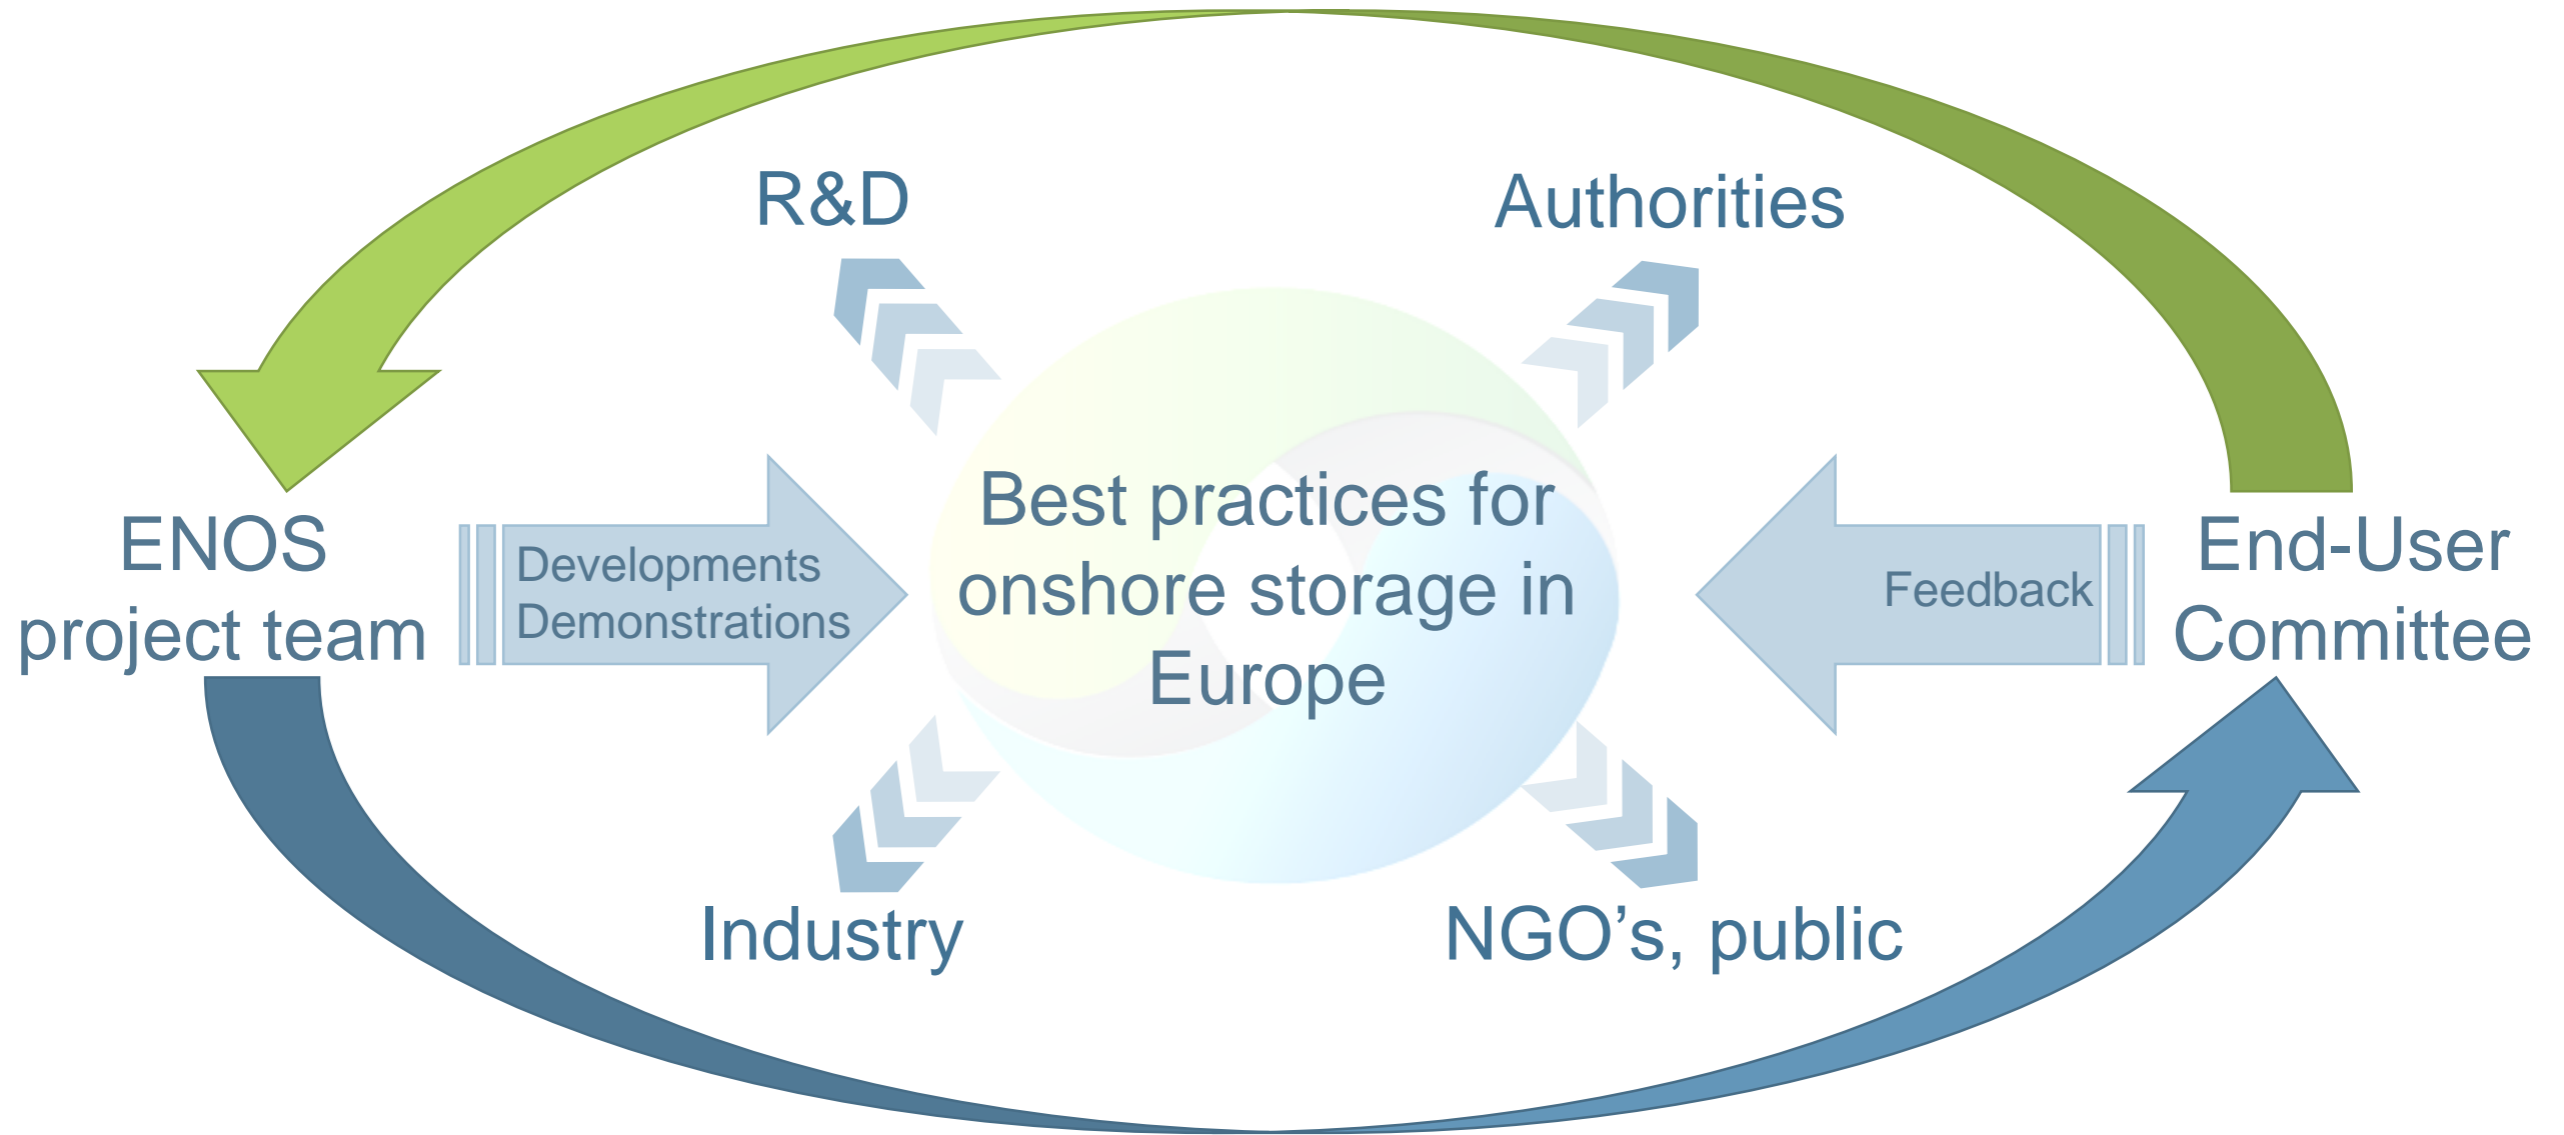 R&D
Authorities
ENOS
project team
Developments
Demonstrations
Best practices for
onshore storage in
Europe
Feedback
End-User
Committee
Industry
NGO’s, public